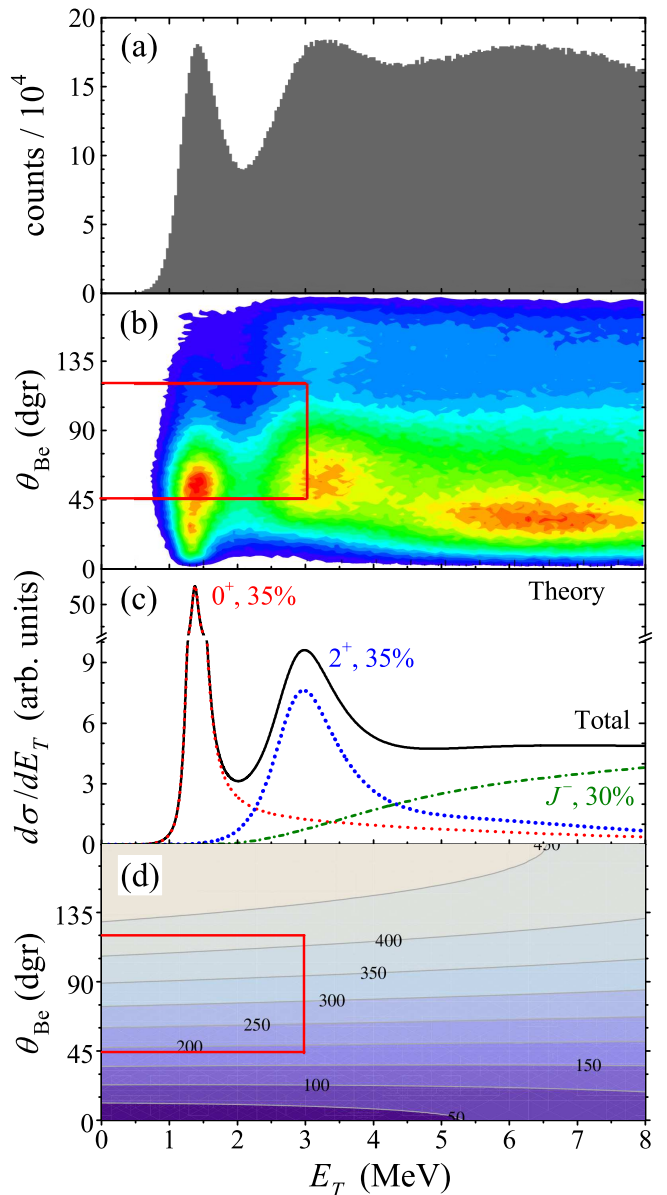 20
(a)
15
counts / 10⁴
10
5
0
(b)
135
θ_Be (dgr)
90
45
0
(c)
0⁺, 35%
Theory
50
dσ/dE_T (arb. units)
9
2⁺, 35%
6
Total
3
J⁻, 30%
0
(d)
450
135
400
θ_Be (dgr)
350
90
300
250
200
45
150
100
50
0
0 1 2 3 4 5 6 7 8
E_T (MeV)